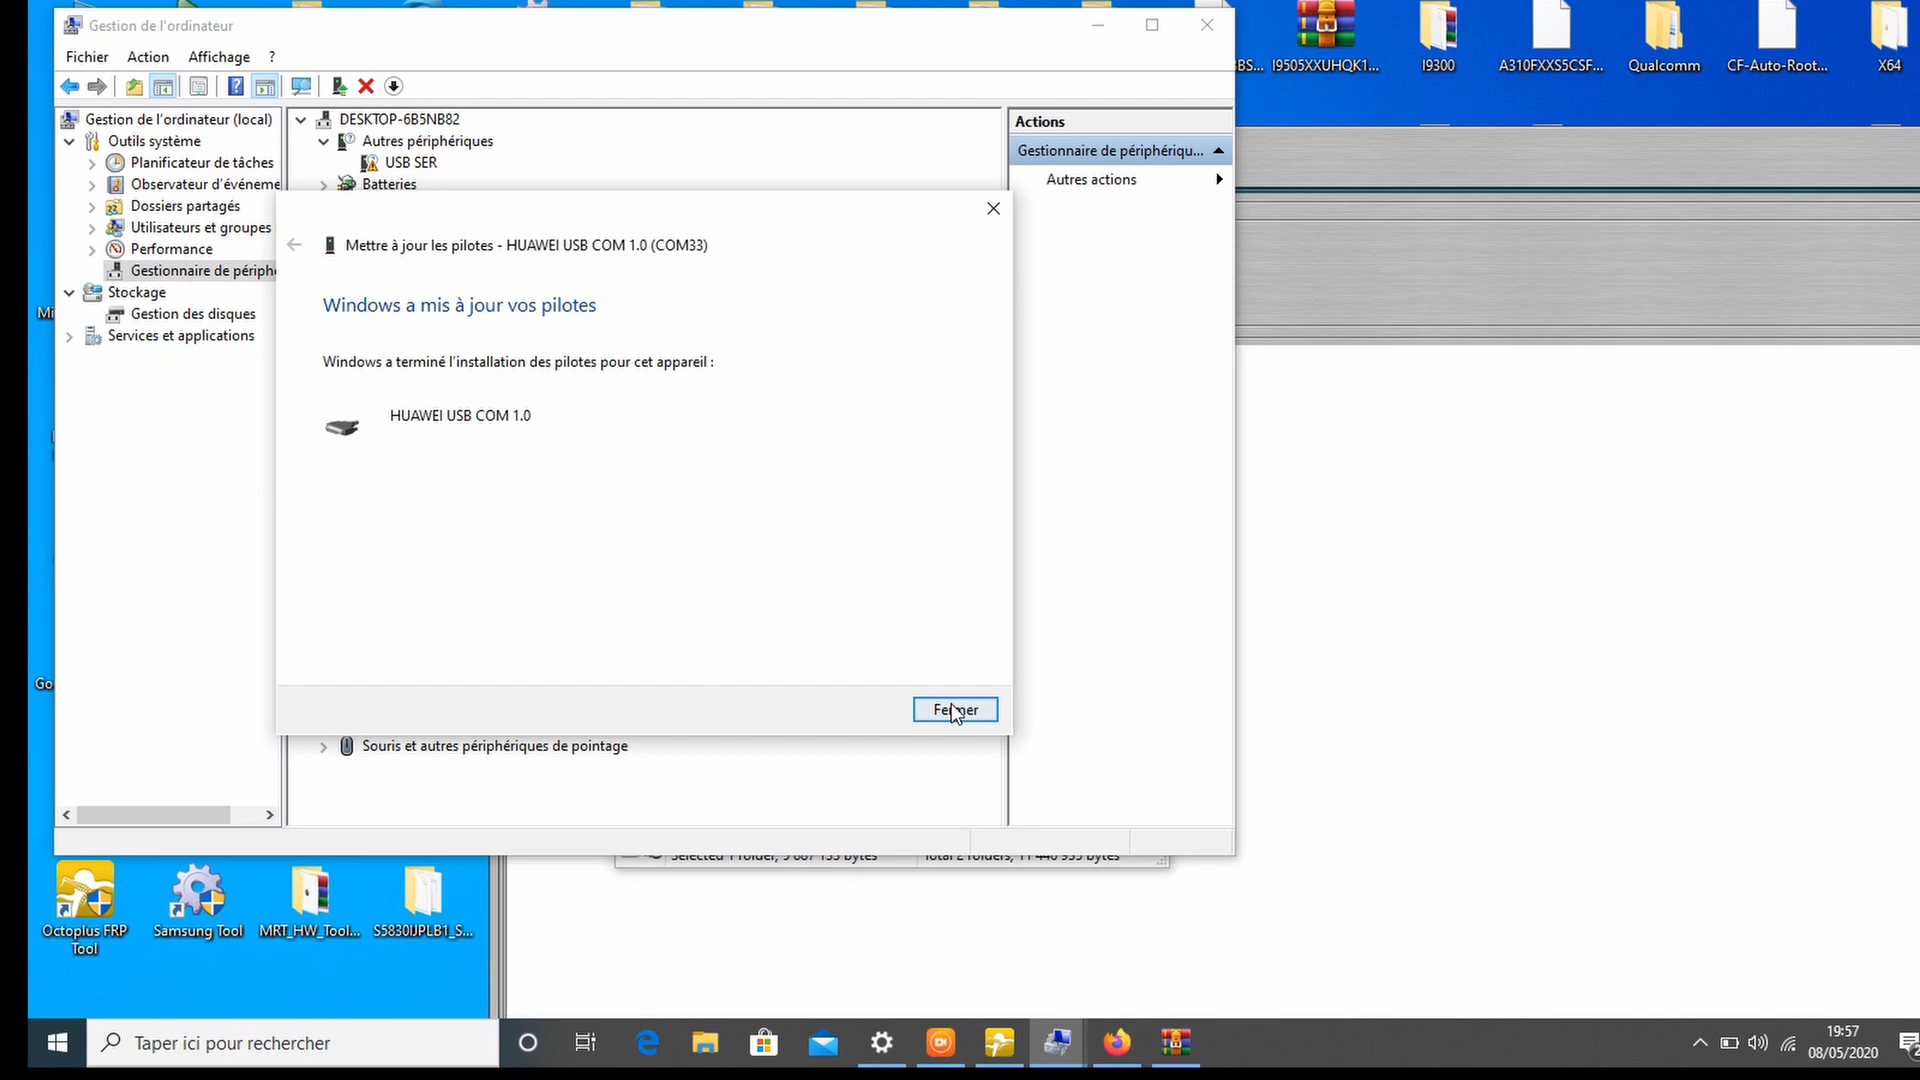 Gestion de l'ordinateur
Fichier Action Affichage ?
Gestion de l'ordinateur (local)
Outils système
Planificateur de tâches
Observateur d'événeme
Dossiers partagés
Utilisateurs et groupes
Performance
Gestionnaire de périphe
Stockage
Gestion des disques
Services et applications
DESKTOP-6B5NB82
Autres périphériques
USB SER
Batteries
Souris et autres périphériques de pointage
Actions
Gestionnaire de périphériqu...
Autres actions
Mettre à jour les pilotes - HUAWEI USB COM 1.0 (COM33)
Windows a mis à jour vos pilotes
Windows a terminé l'installation des pilotes pour cet appareil :
HUAWEI USB COM 1.0
Fermer
I9505XXUHQK1...
I9300
A310FXXS5CSF...
Qualcomm
CF-Auto-Root...
X64
Octoplus FRP
Tool
Samsung Tool
MRT_HW_Tool...
S5830IJPLB1_S...
Taper ici pour rechercher
19:57
08/05/2020